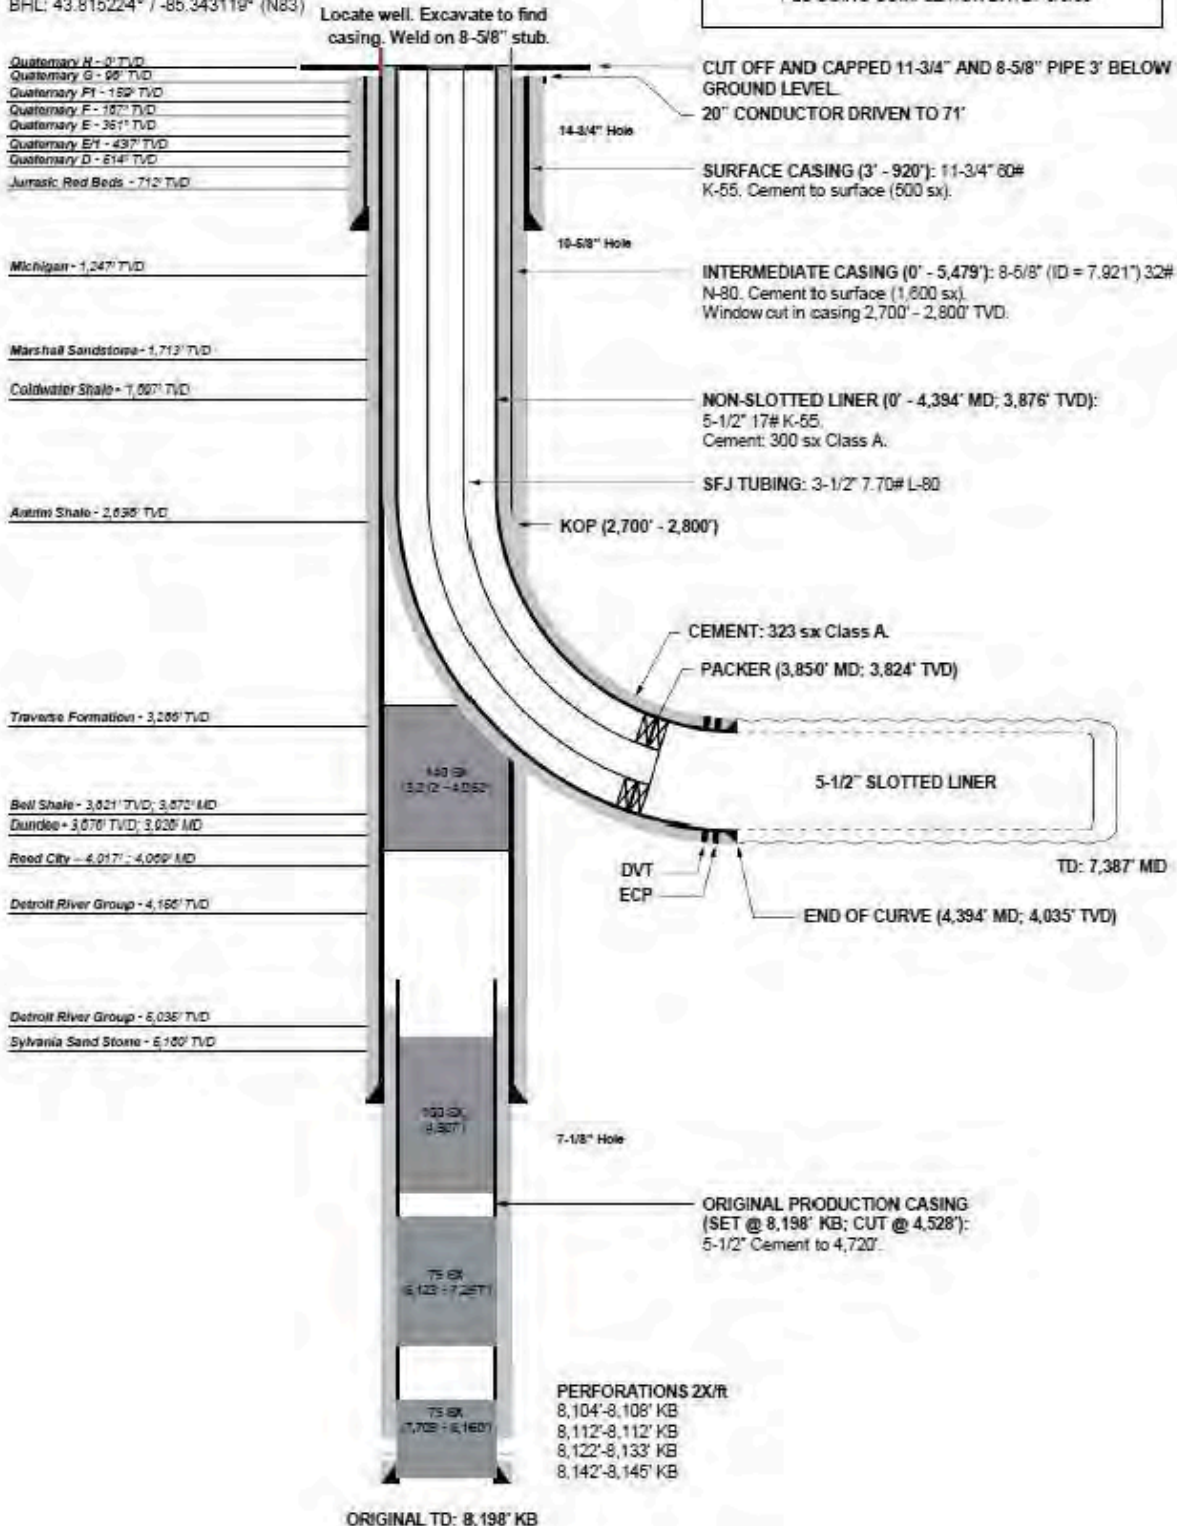 BHL: 43.815224° / -85.343119° (N83)
Locate well. Excavate to find
casing. Weld on 8-5/8" stub.
Quaternary H - 0' TVD
Quaternary G - 96' TVD
Quaternary F1 - 159' TVD
Quaternary F - 167' TVD
Quaternary E - 361' TVD
Quaternary E/1 - 437' TVD
Quaternary D - 614' TVD
Jurrasic Red Beds - 712' TVD
Michigan - 1,247' TVD
Marshall Sandstone - 1,713' TVD
Coldwater Shale - TVD
Antrim Shale - TVD
Traverse Formation - TVD
Bell Shale - 3,821' TVD; 3,872' MD
Dundee - 3,876' TVD; 3,928' MD
Reed City - 4,017' ; 4,069' MD
Detroit River Group - 4,166' TVD
Detroit River Group - TVD
Sylvania Sand Stone - TVD
14-3/4" Hole
10-5/8" Hole
7-1/8" Hole
CUT OFF AND CAPPED 11-3/4" AND 8-5/8" PIPE 3' BELOW
GROUND LEVEL.
20" CONDUCTOR DRIVEN TO 71'
SURFACE CASING (3' - 920'): 11-3/4" 60#
K-55. Cement to surface (500 sx).
INTERMEDIATE CASING (0' - 5,479'): 8-5/8" (ID = 7.921") 32#
N-80. Cement to surface (1,600 sx).
Window cut in casing 2,700' - 2,800' TVD.
NON-SLOTTED LINER (0' - 4,394' MD; 3,876' TVD):
5-1/2" 17# K-55.
Cement: 300 sx Class A.
SFJ TUBING: 3-1/2" 7.70# L-80
KOP (2,700' - 2,800')
CEMENT: 323 sx Class A.
PACKER (3,850' MD; 3,824' TVD)
5-1/2" SLOTTED LINER
DVT
ECP
TD: 7,387' MD
END OF CURVE (4,394' MD; 4,035' TVD)
ORIGINAL PRODUCTION CASING
(SET @ 8,198' KB; CUT @ 4,528'):
5-1/2" Cement to 4,720'.
75 SX
75 SX
PERFORATIONS 2X/ft
8,104'-8,108' KB
8,112'-8,112' KB
8,122'-8,133' KB
8,142'-8,145' KB
ORIGINAL TD: 8,198' KB